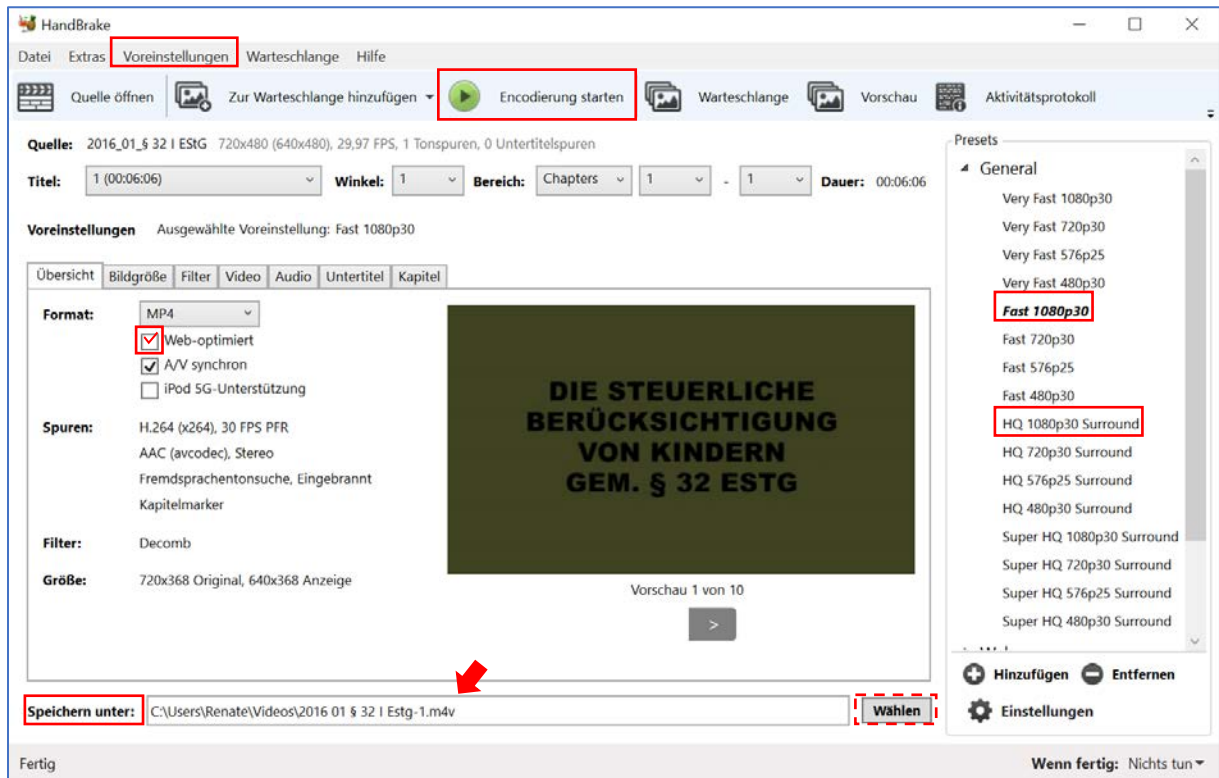 HandBrake
Datei Extras Voreinstellungen Warteschlange Hilfe
Quelle öffnen Zur Warteschlange hinzufügen Encodierung starten Warteschlange Vorschau Aktivitätsprotokoll
Quelle: 2016_01_§ 32 I EStG 720x480 (640x480), 29,97 FPS, 1 Tonspuren, 0 Untertitelspuren
Titel: 1 (00:06:06) Winkel: 1 Bereich: Chapters 1 - 1 Dauer: 00:06:06
Voreinstellungen Ausgewählte Voreinstellung: Fast 1080p30
Übersicht Bildgröße Filter Video Audio Untertitel Kapitel
Format: MP4
Web-optimiert
A/V synchron
iPod 5G-Unterstützung
Spuren: H.264 (x264), 30 FPS PFR
AAC (avcodec), Stereo
Fremdsprachentonsuche, Eingebrannt
Kapitelmarker
Filter: Decomb
Größe: 720x368 Original, 640x368 Anzeige
DIE STEUERLICHE
BERÜCKSICHTIGUNG
VON KINDERN
GEM. § 32 ESTG
Vorschau 1 von 10
>
Speichern unter: C:\Users\Renate\Videos\2016 01 § 32 I Estg-1.m4v Wählen
Presets
General
Very Fast 1080p30
Very Fast 720p30
Very Fast 576p25
Very Fast 480p30
Fast 1080p30
Fast 720p30
Fast 576p25
Fast 480p30
HQ 1080p30 Surround
HQ 720p30 Surround
HQ 576p25 Surround
HQ 480p30 Surround
Super HQ 1080p30 Surround
Super HQ 720p30 Surround
Super HQ 576p25 Surround
Super HQ 480p30 Surround
Hinzufügen Entfernen
Einstellungen
Fertig Wenn fertig: Nichts tun